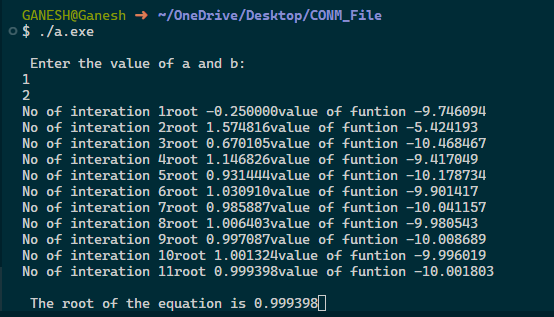 GANESH@Ganesh ➜ ~/OneDrive/Desktop/CONM_File
$ ./a.exe
Enter the value of a and b:
1
2
No of interation 1root -0.250000value of funtion -9.746094
No of interation 2root 1.574816value of funtion -5.424193
No of interation 3root 0.670105value of funtion -10.468467
No of interation 4root 1.146826value of funtion -9.417049
No of interation 5root 0.931444value of funtion -10.178734
No of interation 6root 1.030910value of funtion -9.901417
No of interation 7root 0.985887value of funtion -10.041157
No of interation 8root 1.006403value of funtion -9.980543
No of interation 9root 0.997087value of funtion -10.008689
No of interation 10root 1.001324value of funtion -9.996019
No of interation 11root 0.999398value of funtion -10.001803
The root of the equation is 0.999398